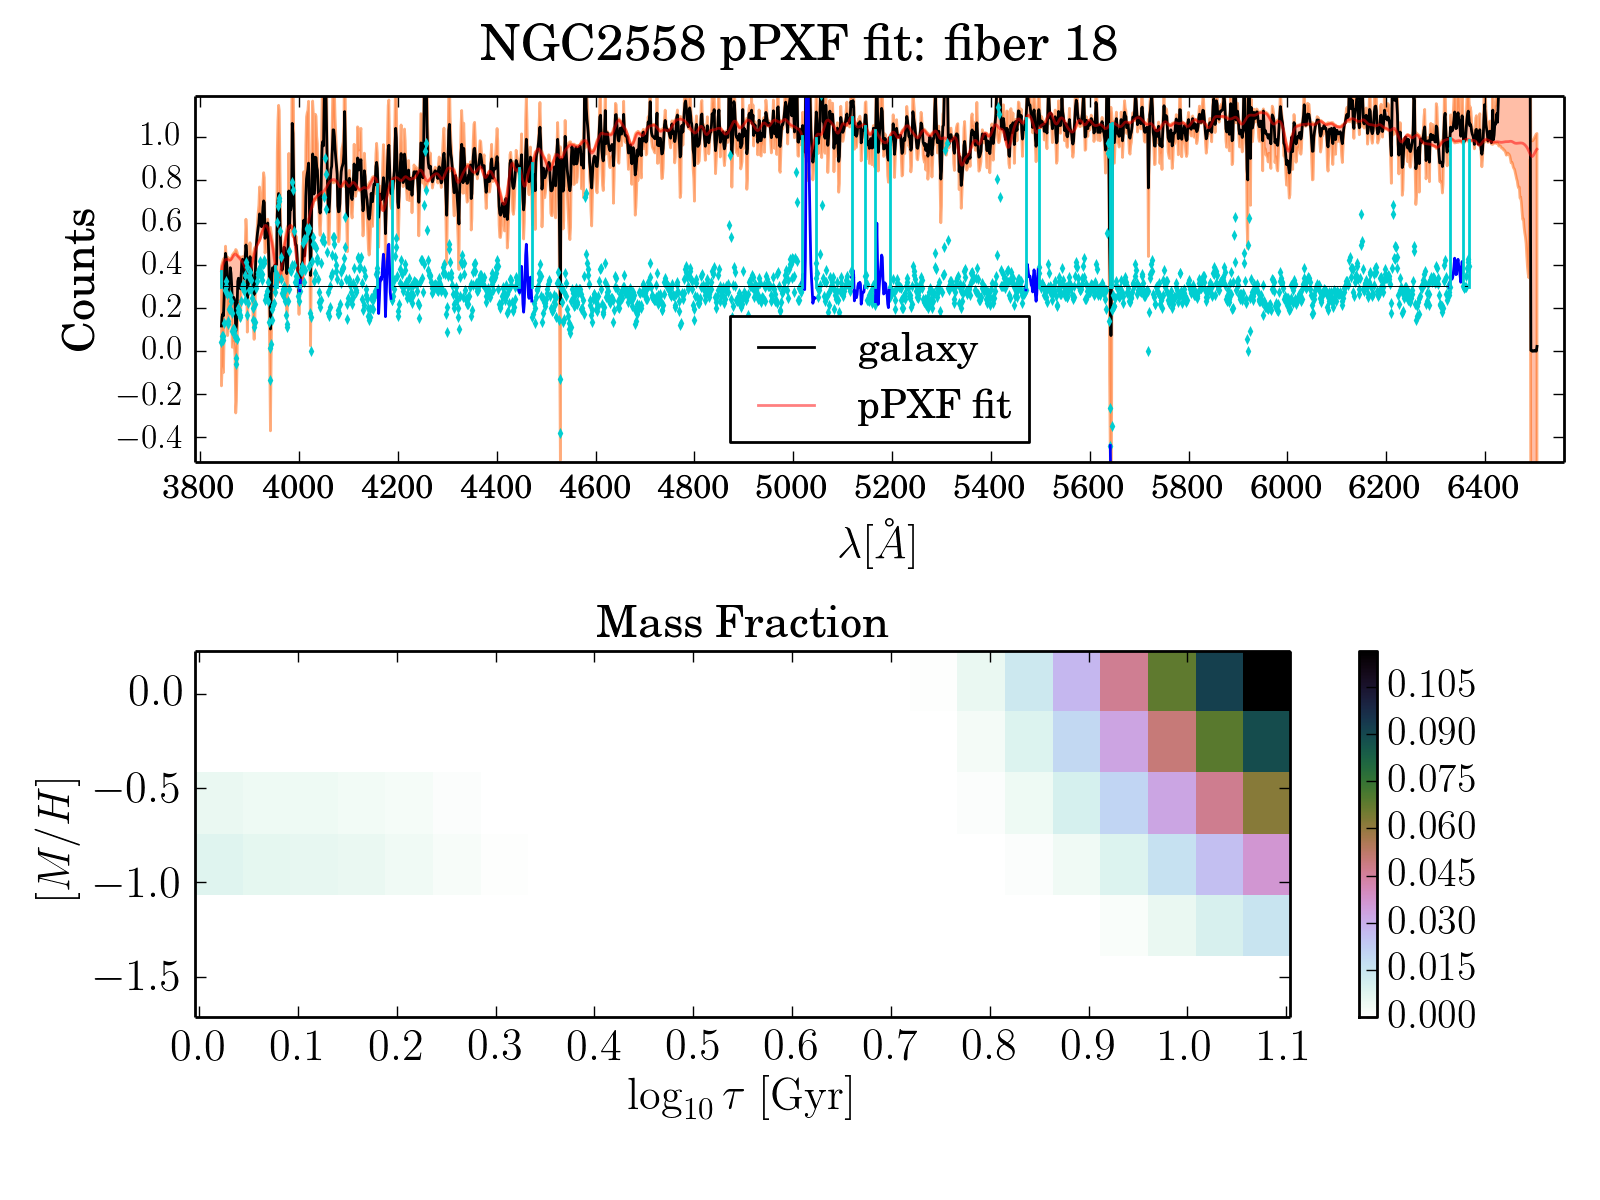 NGC2558 pPXF fit: fiber 18
Counts
1.0
0.8
0.6
0.4
0.2
0.0
−0.2
−0.4
galaxy
pPXF fit
3800 4000 4200 4400 4600 4800 5000 5200 5400 5600 5800 6000 6200 6400
λ[Å]
Mass Fraction
[M/H]
0.0
−0.5
−1.0
−1.5
0.0 0.1 0.2 0.3 0.4 0.5 0.6 0.7 0.8 0.9 1.0 1.1
log₁₀ τ [Gyr]
0.105
0.090
0.075
0.060
0.045
0.030
0.015
0.000